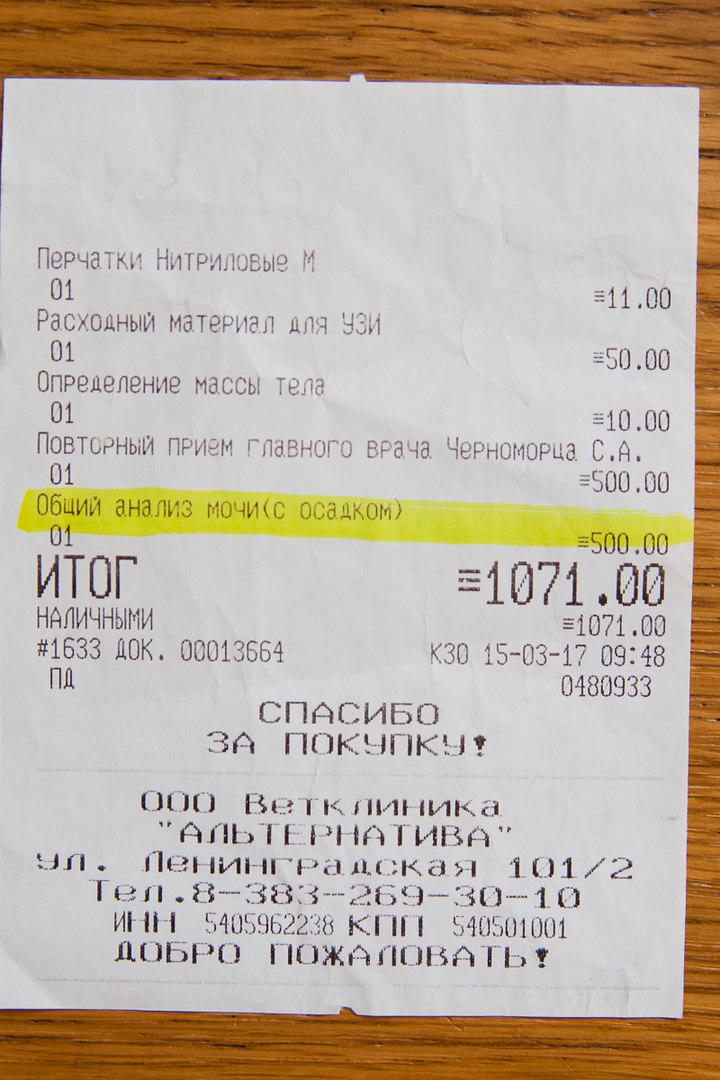 Перчатки Нитриловые М
01 ≡11.00
Расходный материал для УЗИ
01 ≡50.00
Определение массы тела
01 ≡10.00
Повторный прием главного врача Черноморца С.А.
01 ≡500.00
Общий анализ мочи(с осадком)
01 ≡500.00
ИТОГ ≡1071.00
НАЛИЧНЫМИ ≡1071.00
#1633 ДОК. 00013664 К30 15-03-17 09:48
ПД 0480933
СПАСИБО
ЗА ПОКУПКУ!
ООО Ветклиника
"АЛЬТЕРНАТИВА"
ул. Ленинградская 101/2
Тел.8-383-269-30-10
ИНН 5405962238 КПП 540501001
ДОБРО ПОЖАЛОВАТЬ!